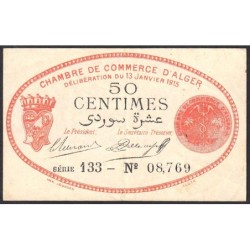 CHAMBRE DE COMMERCE D'ALGER
DÉLIBÉRATION DU 13 JANVIER 1915
50
CENTIMES
عشرة سوردي
Le Président, Le Secrétaire Trésorier,
SÉRIE 133 - Nº 08,769